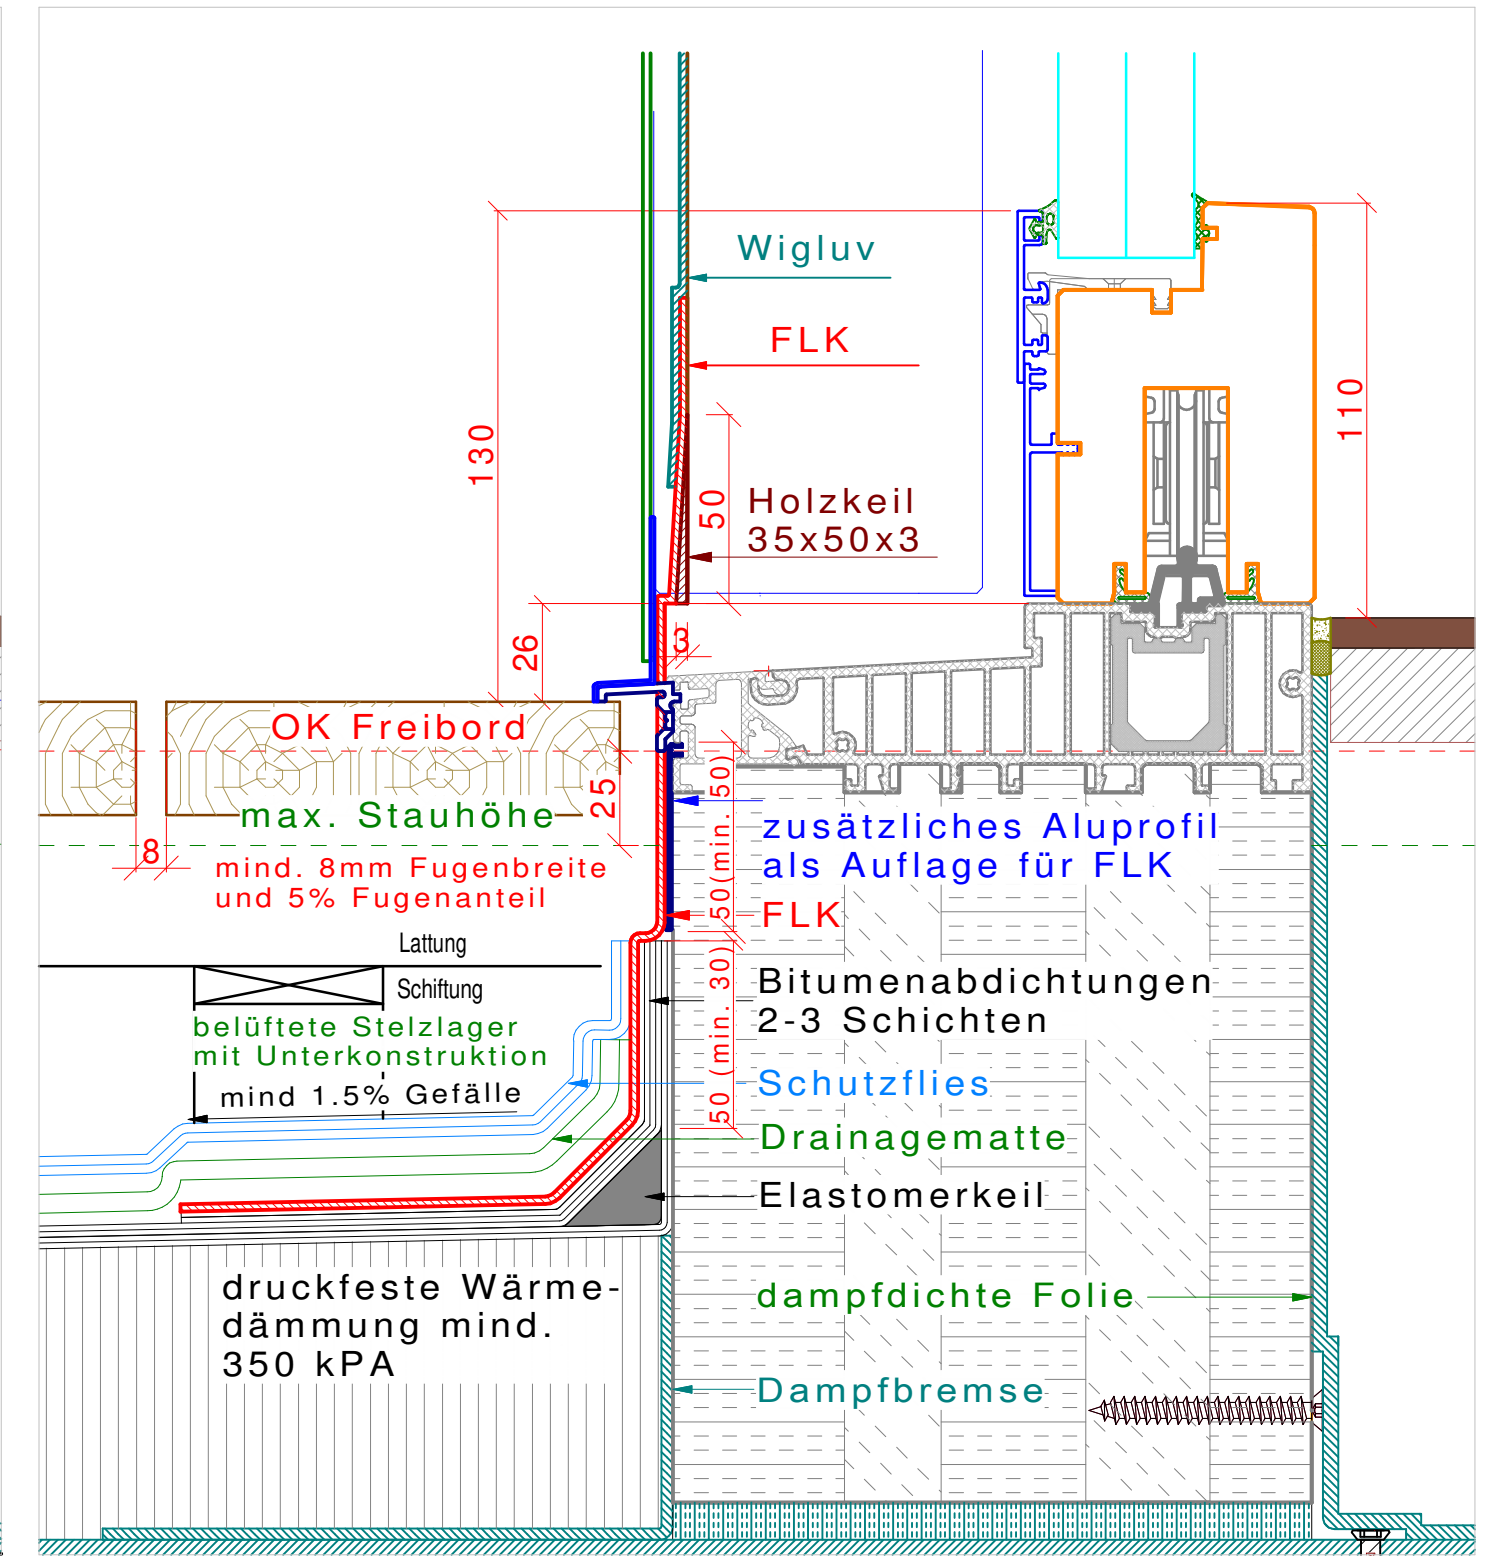 Wigluv
FLK
130
110
50
Holzkeil
35x50x3
26
3
OK Freibord
25
max. Stauhöhe
8
mind. 8mm Fugenbreite
und 5% Fugenanteil
50(min. 50)
zusätzliches Aluprofil
als Auflage für FLK
FLK
Lattung
Schiftung
50 (min. 30)
Bitumenabdichtungen
2-3 Schichten
belüftete Stelzlager
mit Unterkonstruktion
mind 1.5% Gefälle
Schutzflies
Drainagematte
Elastomerkeil
druckfeste Wärme-
dämmung mind.
350 kPA
dampfdichte Folie
Dampfbremse